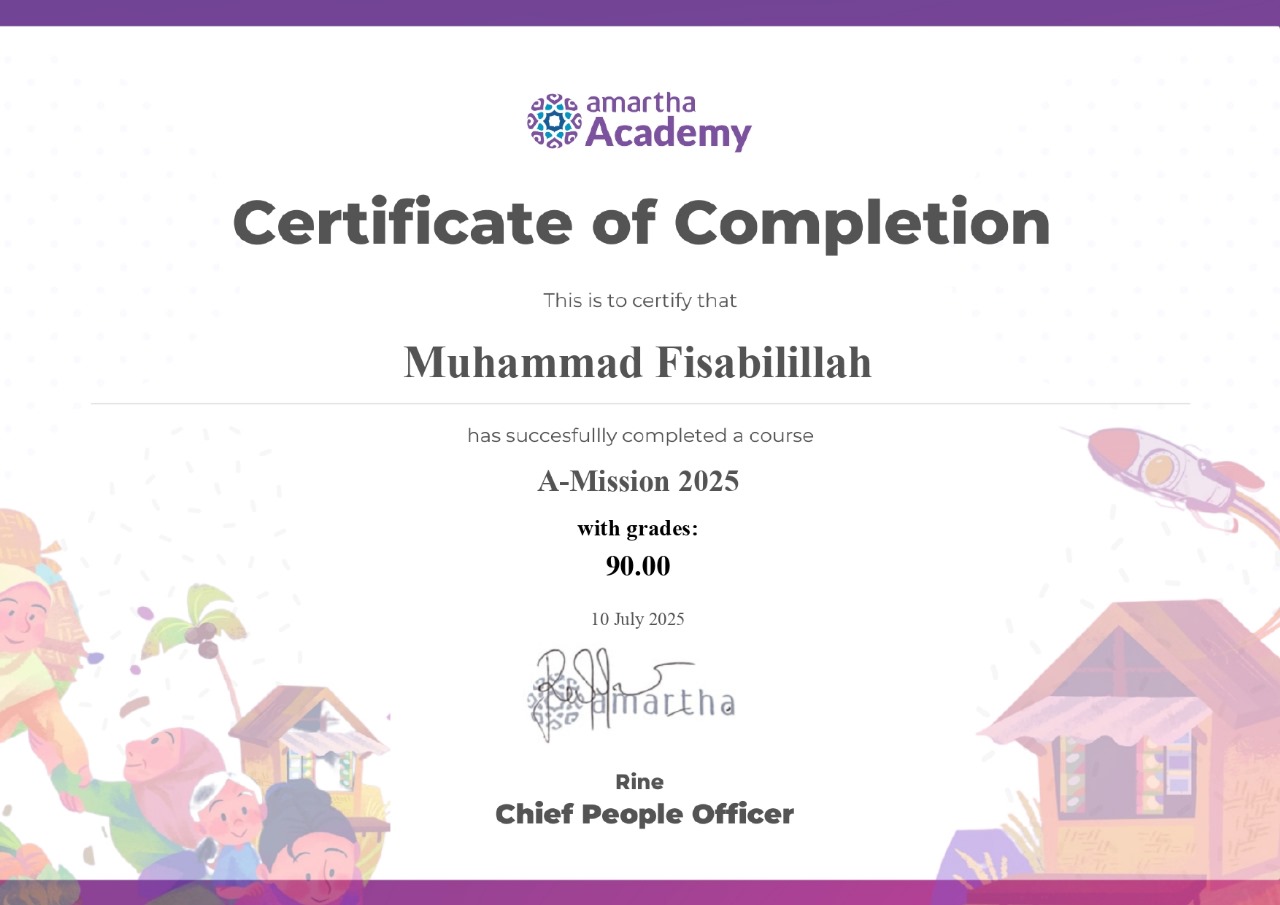 amartha
Academy
Certificate of Completion
This is to certify that
Muhammad Fisabilillah
has succesfullly completed a course
A-Mission 2025
with grades:
90.00
10 July 2025
amartha
Rine
Chief People Officer